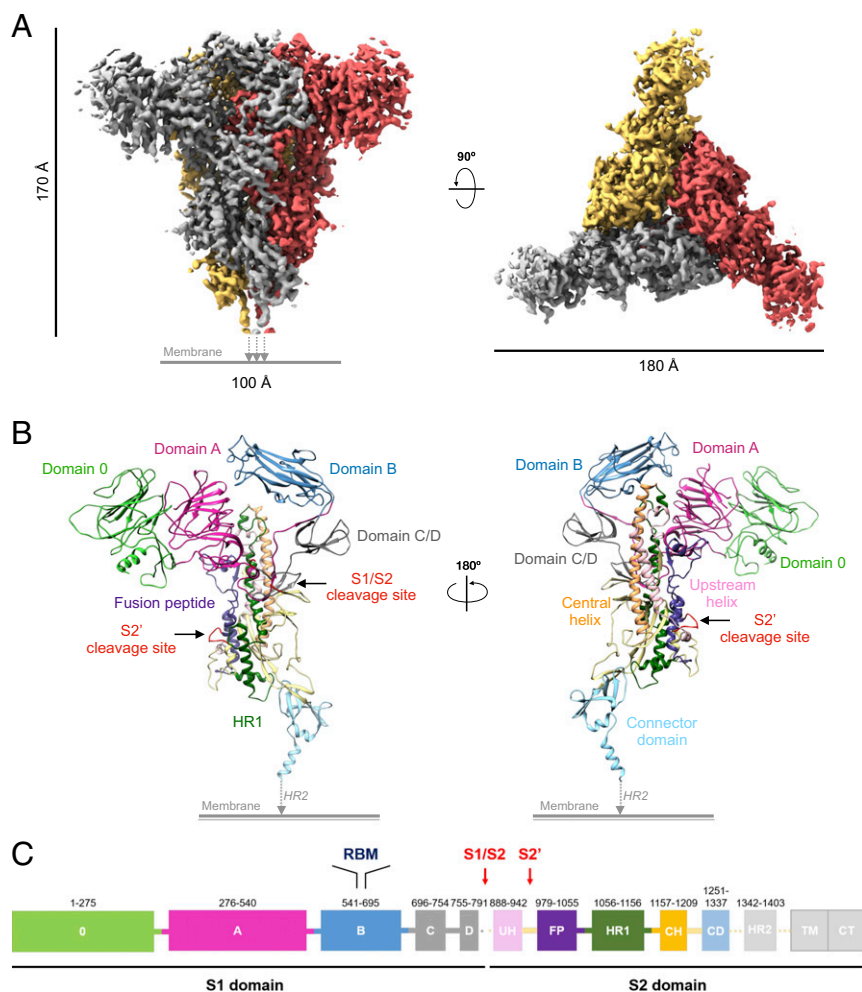 A
170 Å
90º
Membrane
100 Å
180 Å
B
Domain 0
Domain A
Domain B
Domain C/D
S1/S2
cleavage site
Fusion peptide
S2’
cleavage site
HR1
HR2
Membrane
180º
Domain B
Domain A
Domain C/D
Domain 0
Central
helix
Upstream
helix
S2’
cleavage site
Connector
domain
HR2
Membrane
C
RBM
S1/S2
S2’
1-275
276-540
541-695
696-754
755-791
888-942
979-1055
1056-1156
1157-1209
1251-
1337
1342-1403
0
A
B
C
D
UH
FP
HR1
CH
CD
HR2
TM
CT
S1 domain
S2 domain